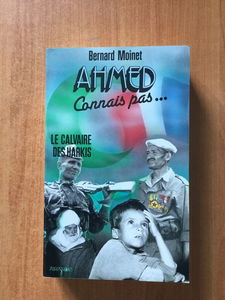 Bernard Moinet
AHMED
Connais pas...
LE CALVAIRE
DES HARKIS